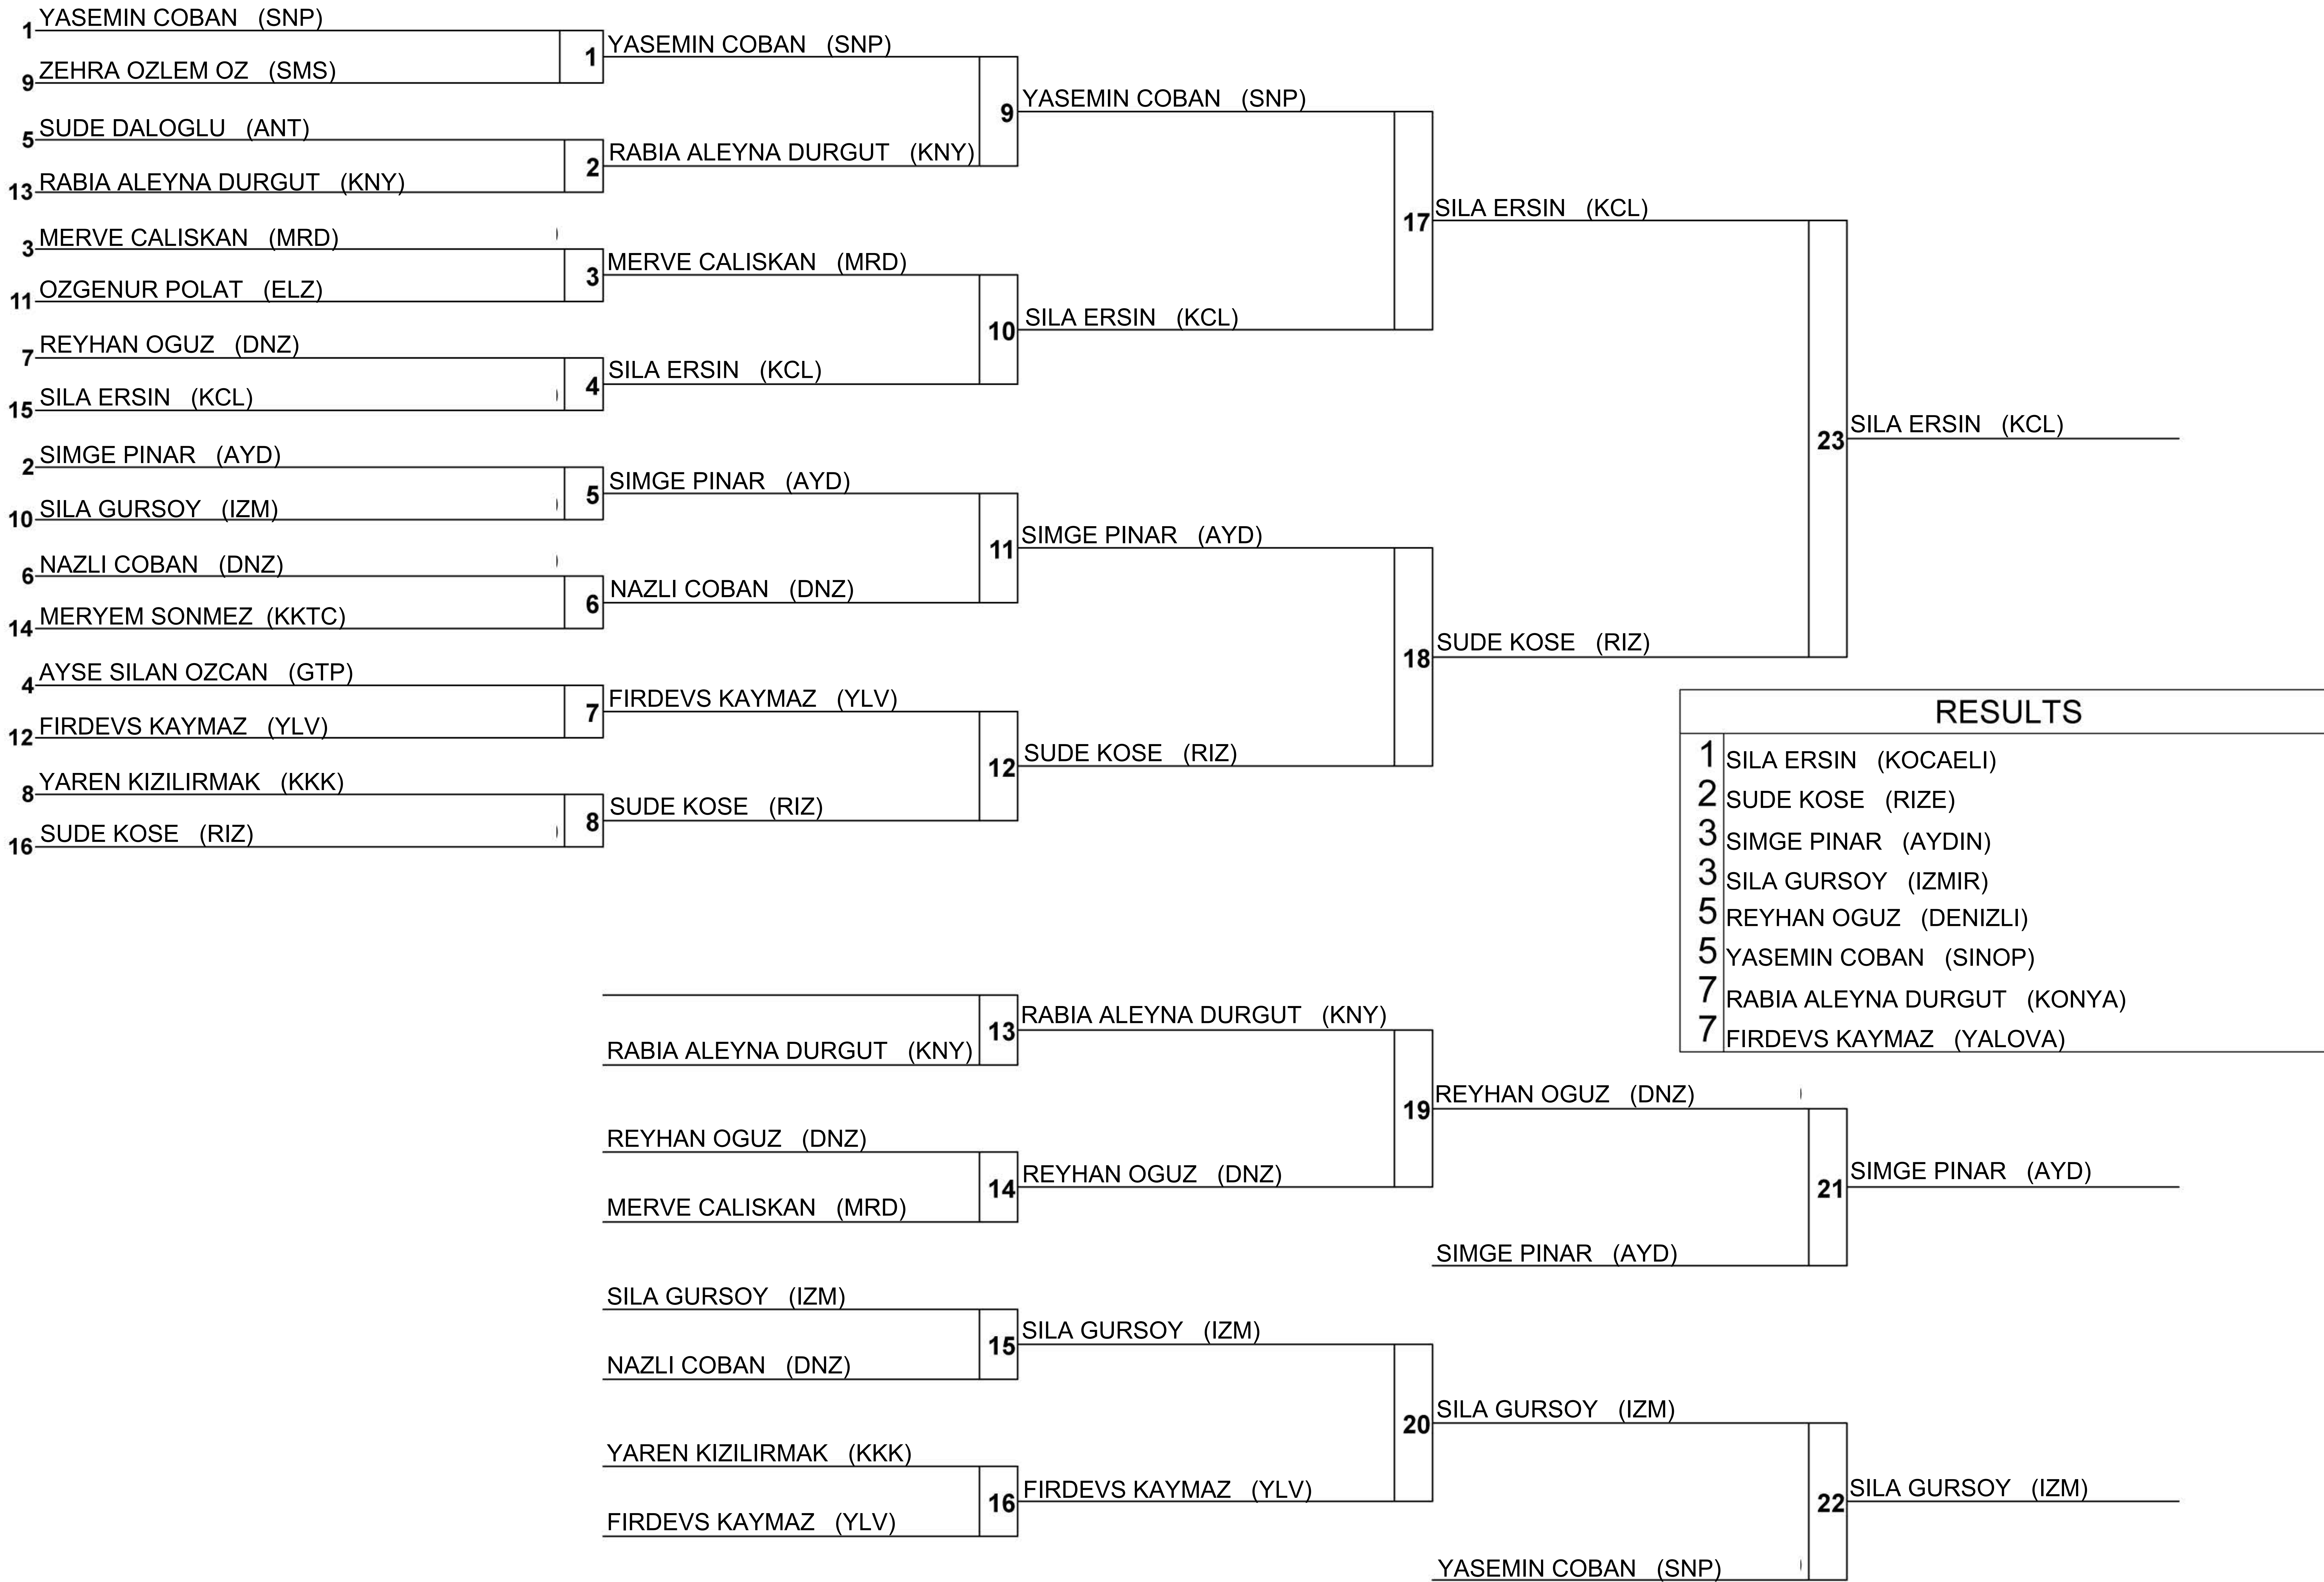 1 YASEMIN COBAN (SNP)
9 ZEHRA OZLEM OZ (SMS)
5 SUDE DALOGLU (ANT)
13 RABIA ALEYNA DURGUT (KNY)
3 MERVE CALISKAN (MRD)
11 OZGENUR POLAT (ELZ)
7 REYHAN OGUZ (DNZ)
15 SILA ERSIN (KCL)
2 SIMGE PINAR (AYD)
10 SILA GURSOY (IZM)
6 NAZLI COBAN (DNZ)
14 MERYEM SONMEZ (KKTC)
4 AYSE SILAN OZCAN (GTP)
12 FIRDEVS KAYMAZ (YLV)
8 YAREN KIZILIRMAK (KKK)
16 SUDE KOSE (RIZ)
1 YASEMIN COBAN (SNP)
2 RABIA ALEYNA DURGUT (KNY)
3 MERVE CALISKAN (MRD)
4 SILA ERSIN (KCL)
5 SIMGE PINAR (AYD)
6 NAZLI COBAN (DNZ)
7 FIRDEVS KAYMAZ (YLV)
8 SUDE KOSE (RIZ)
9 YASEMIN COBAN (SNP)
10 SILA ERSIN (KCL)
11 SIMGE PINAR (AYD)
12 SUDE KOSE (RIZ)
17 SILA ERSIN (KCL)
18 SUDE KOSE (RIZ)
23 SILA ERSIN (KCL)
RESULTS
1 SILA ERSIN (KOCAELI)
2 SUDE KOSE (RIZE)
3 SIMGE PINAR (AYDIN)
3 SILA GURSOY (IZMIR)
5 REYHAN OGUZ (DENIZLI)
5 YASEMIN COBAN (SINOP)
7 RABIA ALEYNA DURGUT (KONYA)
7 FIRDEVS KAYMAZ (YALOVA)
RABIA ALEYNA DURGUT (KNY)
REYHAN OGUZ (DNZ)
MERVE CALISKAN (MRD)
SILA GURSOY (IZM)
NAZLI COBAN (DNZ)
YAREN KIZILIRMAK (KKK)
FIRDEVS KAYMAZ (YLV)
13 RABIA ALEYNA DURGUT (KNY)
14 REYHAN OGUZ (DNZ)
15 SILA GURSOY (IZM)
16 FIRDEVS KAYMAZ (YLV)
19 REYHAN OGUZ (DNZ)
SIMGE PINAR (AYD)
20 SILA GURSOY (IZM)
YASEMIN COBAN (SNP)
21 SIMGE PINAR (AYD)
22 SILA GURSOY (IZM)